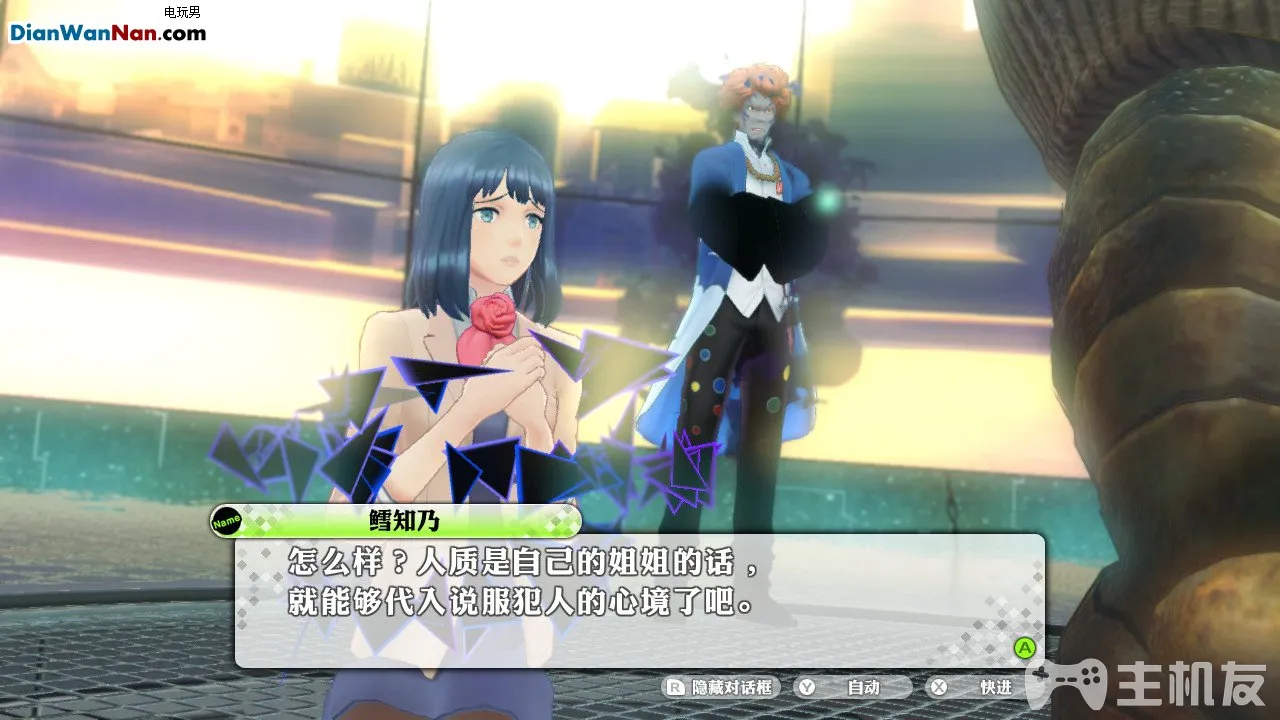 电玩男
DianWanNan.com
Name
鳕知乃
怎么样？人质是自己的姐姐的话，
就能够代入说服犯人的心境了吧。
A
R 隐藏对话框 Y 自动 X 快进
主机友